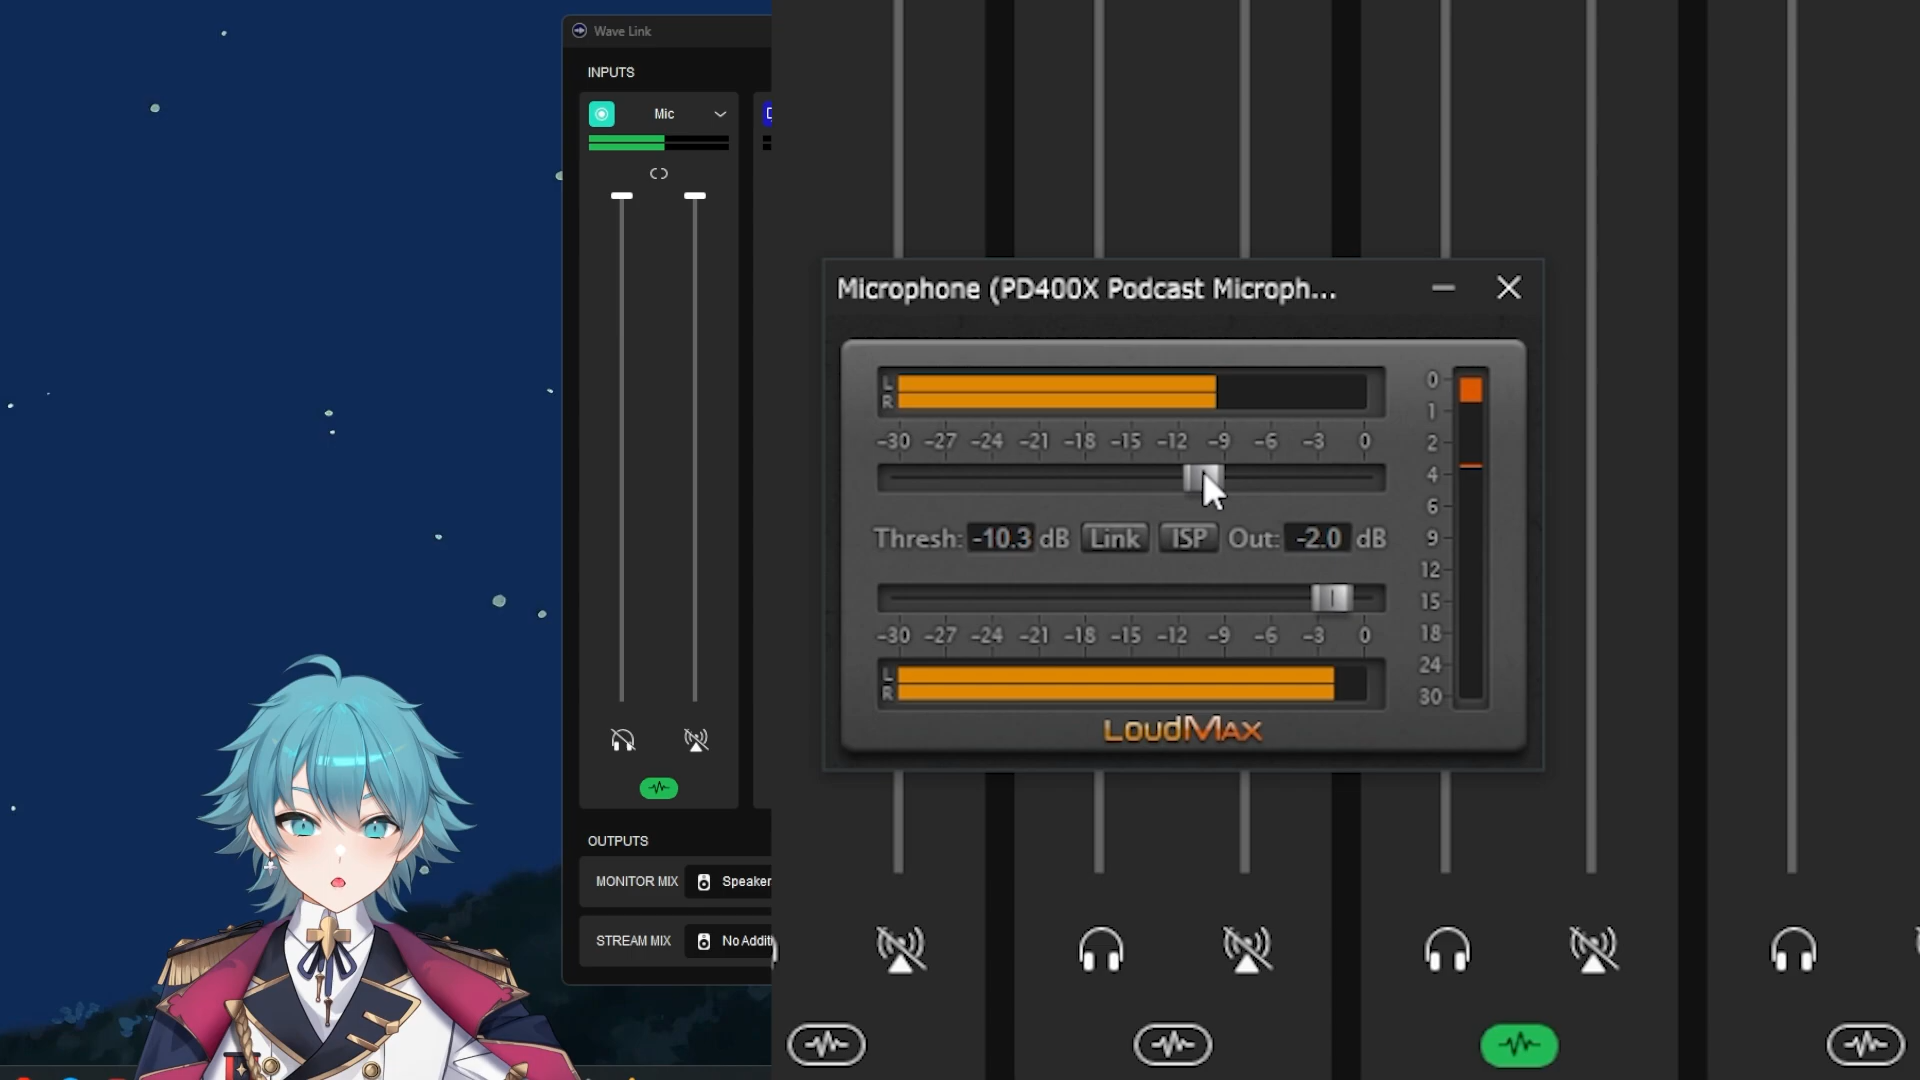 Wave Link
INPUTS
Mic
OUTPUTS
MONITOR MIX
Speaker
STREAM MIX
No Addit
Microphone (PD400X Podcast Microph...
L
R
-30 -27 -24 -21 -18 -15 -12 -9 -6 -3 0
Thresh: -10.3 dB Link ISP Out: -2.0 dB
-30 -27 -24 -21 -18 -15 -12 -9 -6 -3 0
L
R
LOUDMAX
0
1
2
4
6
9
12
15
18
24
30